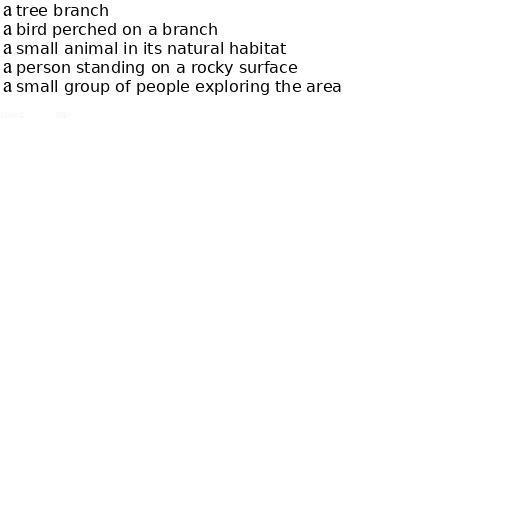 a tree branch
a bird perched on a branch
a small animal in its natural habitat
a person standing on a rocky surface
a small group of people exploring the area